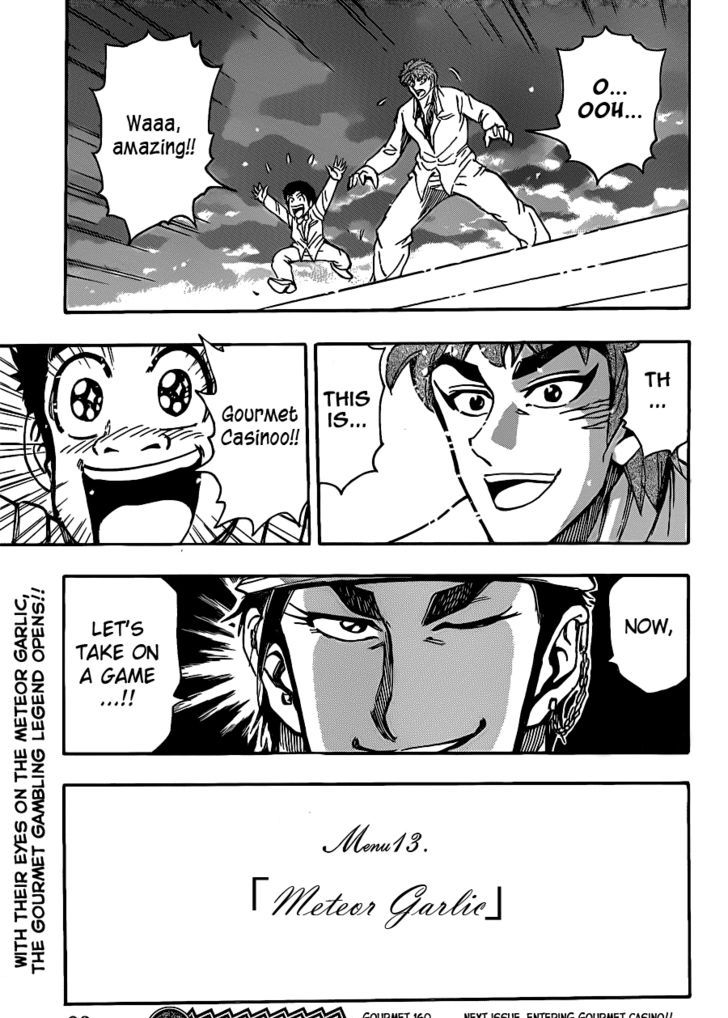 O...
OOH...
Waaa,
amazing!!
TH
...
THIS
IS...
Gourmet
Casinoo!!
NOW,
LET'S
TAKE ON
A GAME
...!!
WITH THEIR EYES ON THE METEOR GARLIC,
THE GOURMET GAMBLING LEGEND OPENS!!
Menu13.
「Meteor Garlic」
GOURMET 160
NEXT ISSUE, ENTERING GOURMET CASINO!!